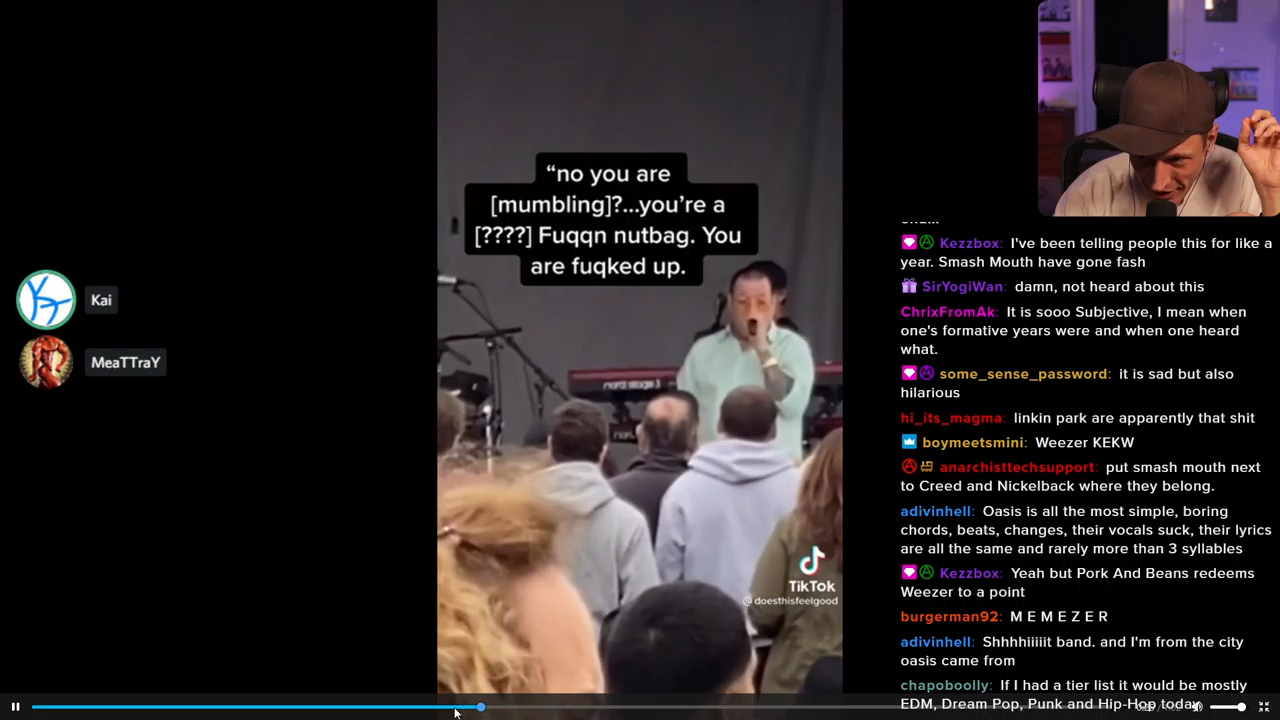 “no you are
[mumbling]?...you’re a
[????] Fuqqn nutbag. You
are fuqked up.
Kai
MeaTTraY
nord stage 3
TikTok
@doesthisfeelgood
Kezzbox: I've been telling people this for like a
year. Smash Mouth have gone fash
SirYogiWan: damn, not heard about this
ChrixFromAk: It is sooo Subjective, I mean when
one's formative years were and when one heard
what.
some_sense_password: it is sad but also
hilarious
hi_its_magma: linkin park are apparently that shit
boymeetsmini: Weezer KEKW
anarchisttechsupport: put smash mouth next
to Creed and Nickelback where they belong.
adivinhell: Oasis is all the most simple, boring
chords, beats, changes, their vocals suck, their lyrics
are all the same and rarely more than 3 syllables
Kezzbox: Yeah but Pork And Beans redeems
Weezer to a point
burgerman92: M E M E Z E R
adivinhell: Shhhhiiiiit band. and I'm from the city
oasis came from
chapoboolly: If I had a tier list it would be mostly
EDM, Dream Pop, Punk and Hip-Hop today